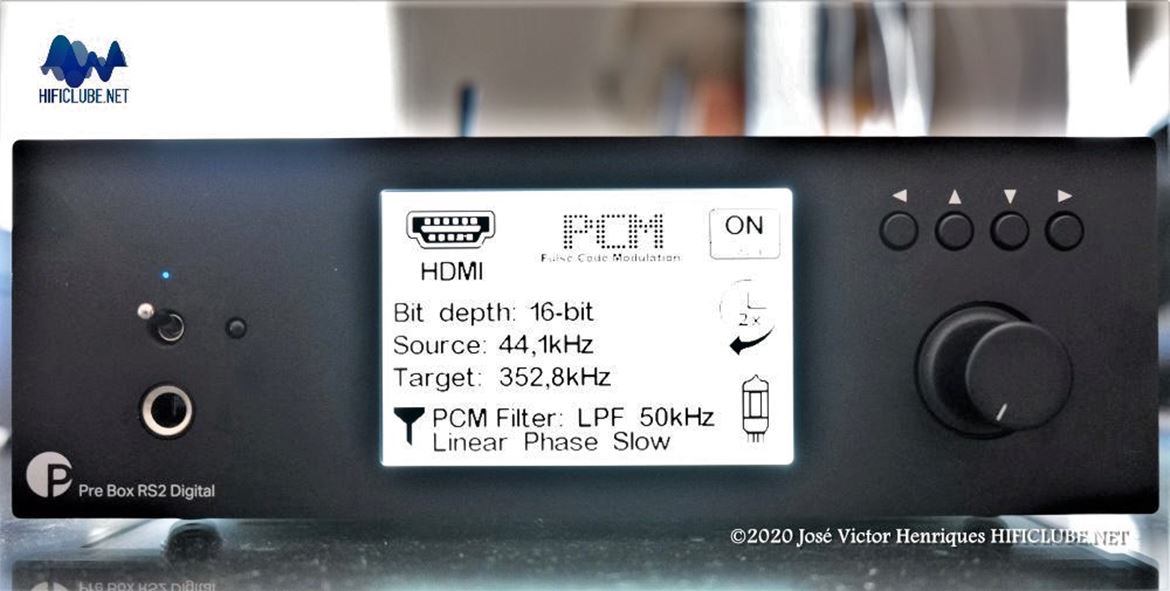 HIFICLUBE.NET
HDMI
PCM
Pulse Code Modulation
ON
Bit depth: 16-bit
Source: 44,1kHz
Target: 352,8kHz
2x
PCM Filter: LPF 50kHz
Linear Phase Slow
P
Pre Box RS2 Digital
©2020 José Victor Henriques HIFICLUBE.NET